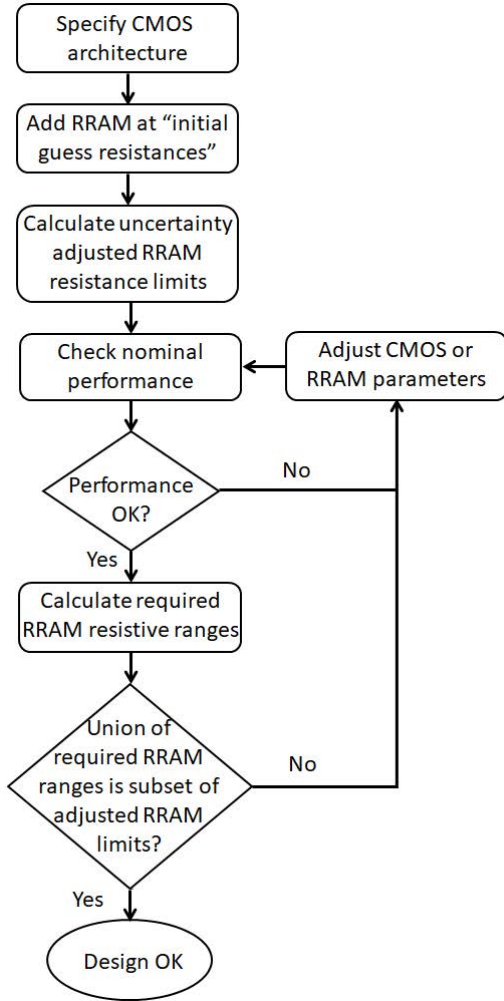 Specify CMOS
architecture
Add RRAM at “initial
guess resistances”
Calculate uncertainty
adjusted RRAM
resistance limits
Check nominal
performance
Adjust CMOS or
RRAM parameters
Performance
OK?
No
Yes
Calculate required
RRAM resistive ranges
Union of
required RRAM
ranges is subset of
adjusted RRAM
limits?
No
Yes
Design OK